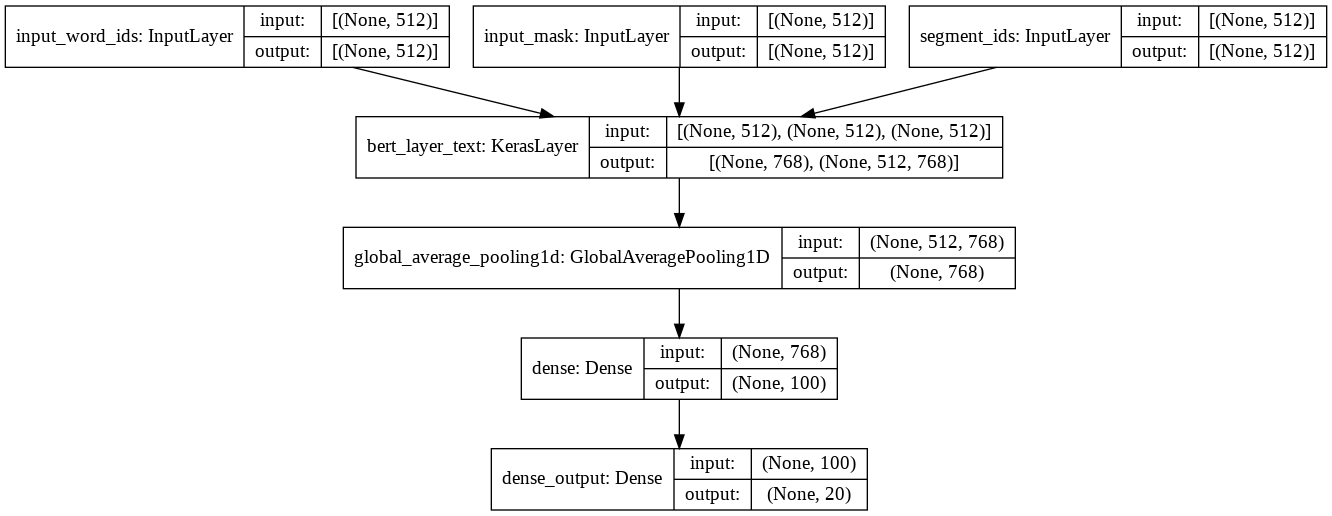 input_word_ids: InputLayer
input: [(None, 512)]
output: [(None, 512)]
input_mask: InputLayer
input: [(None, 512)]
output: [(None, 512)]
segment_ids: InputLayer
input: [(None, 512)]
output: [(None, 512)]
bert_layer_text: KerasLayer
input: [(None, 512), (None, 512), (None, 512)]
output: [(None, 768), (None, 512, 768)]
global_average_pooling1d: GlobalAveragePooling1D
input: (None, 512, 768)
output: (None, 768)
dense: Dense
input: (None, 768)
output: (None, 100)
dense_output: Dense
input: (None, 100)
output: (None, 20)